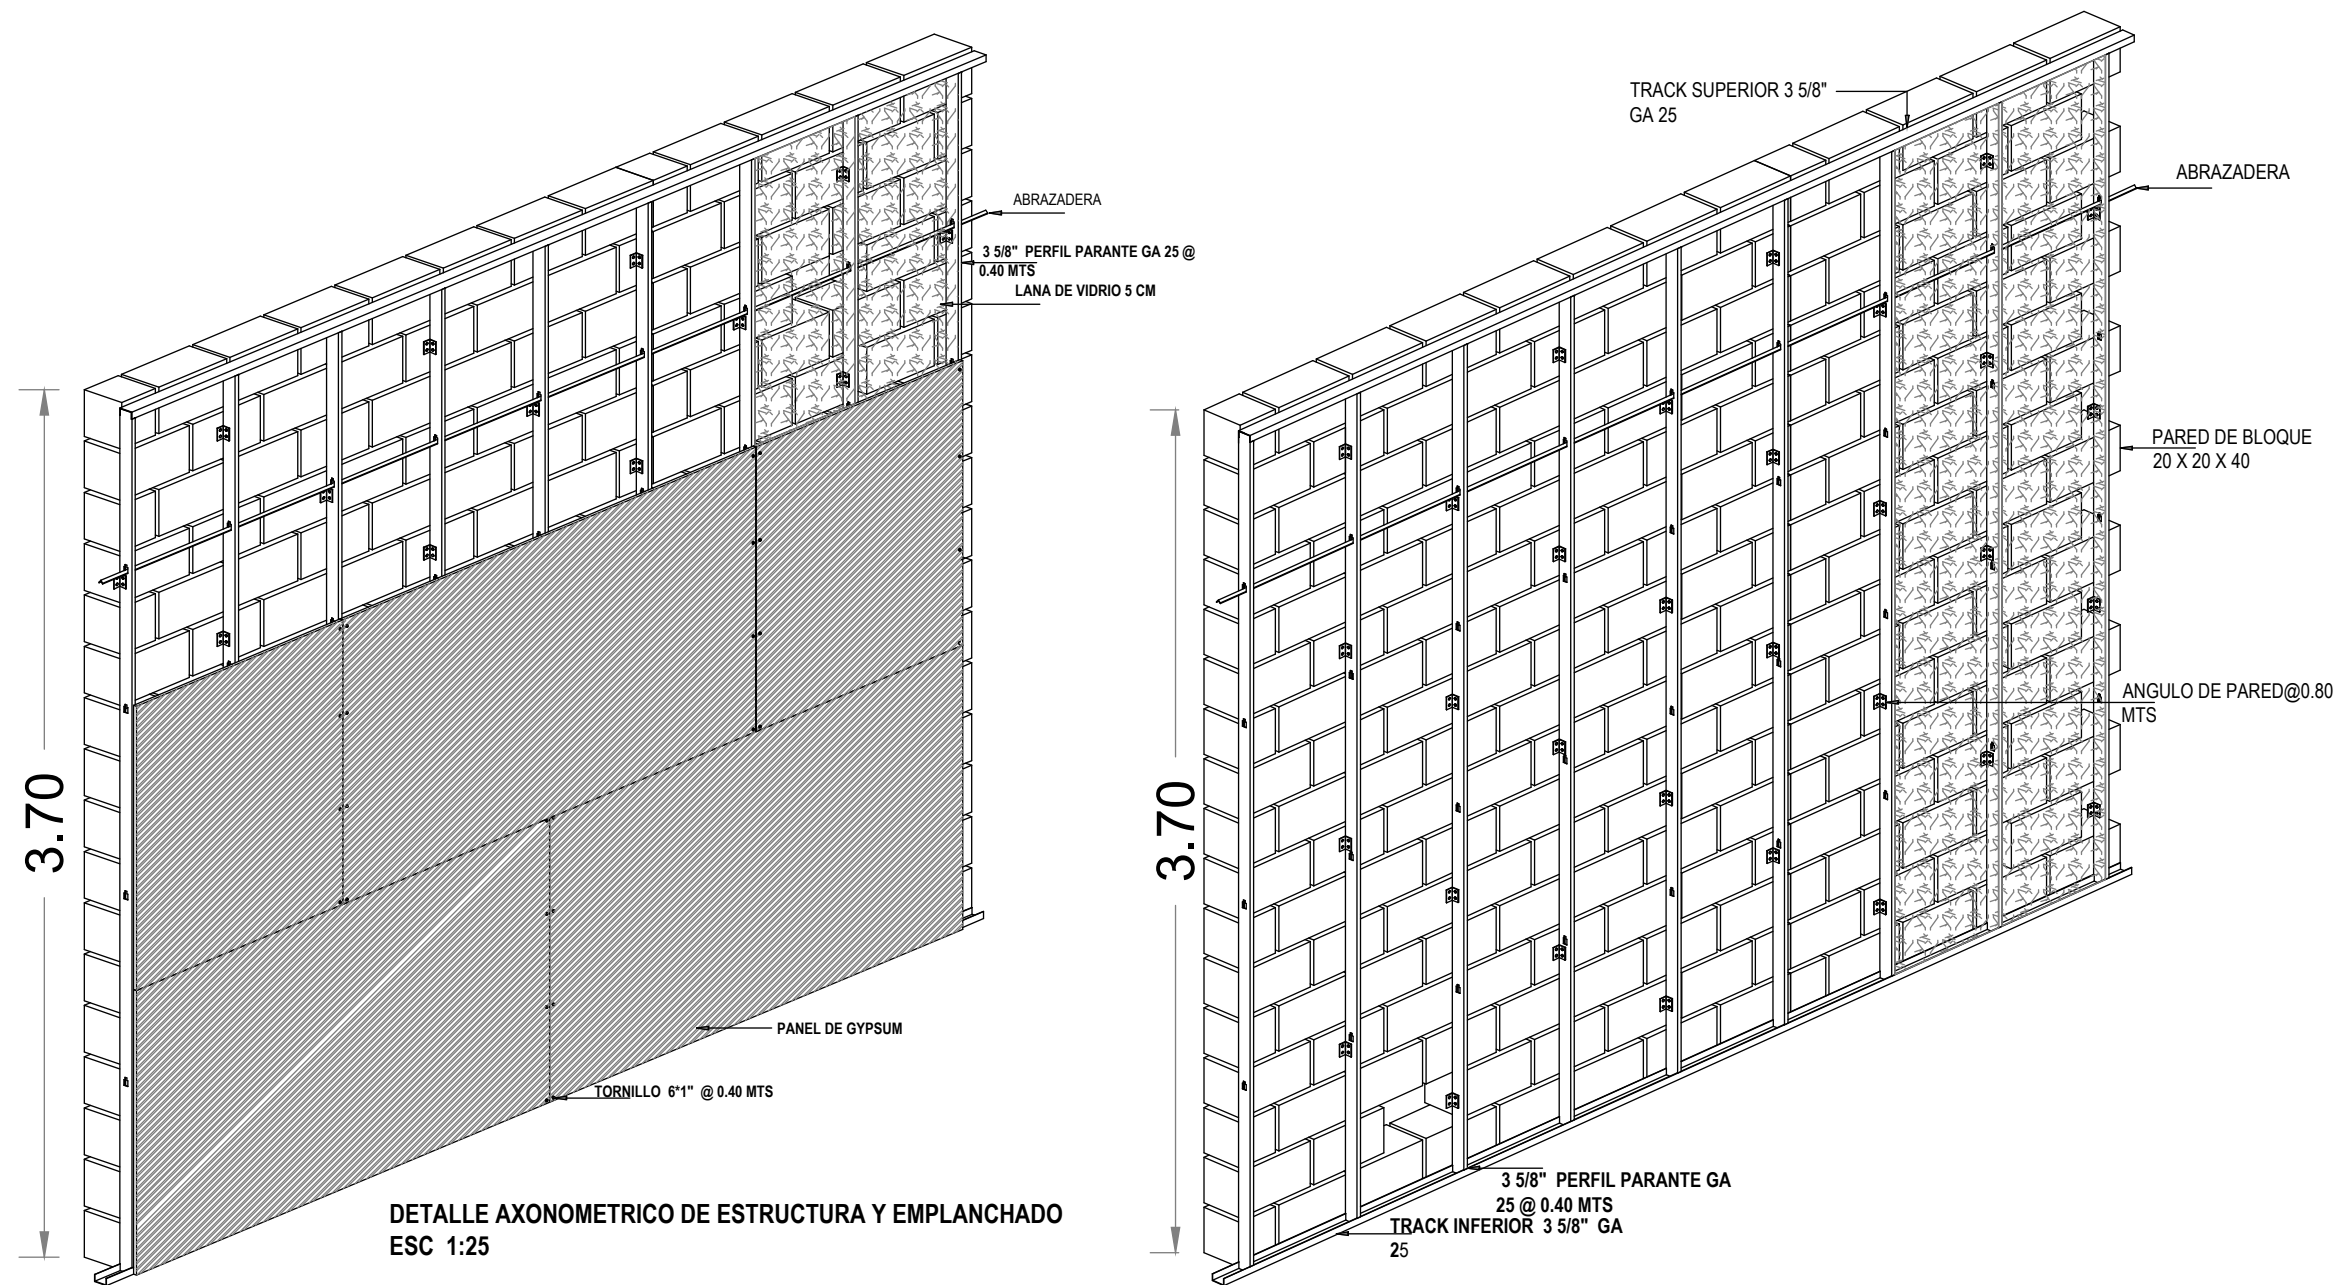 ABRAZADERA
3 5/8" PERFIL PARANTE GA 25 @
0.40 MTS
LANA DE VIDRIO 5 CM
3.70
PANEL DE GYPSUM
TORNILLO 6*1" @ 0.40 MTS
DETALLE AXONOMETRICO DE ESTRUCTURA Y EMPLANCHADO
ESC 1:25
TRACK SUPERIOR 3 5/8"
GA 25
ABRAZADERA
PARED DE BLOQUE
20 X 20 X 40
ANGULO DE PARED@0.80
MTS
3.70
3 5/8" PERFIL PARANTE GA
25 @ 0.40 MTS
TRACK INFERIOR 3 5/8" GA
25